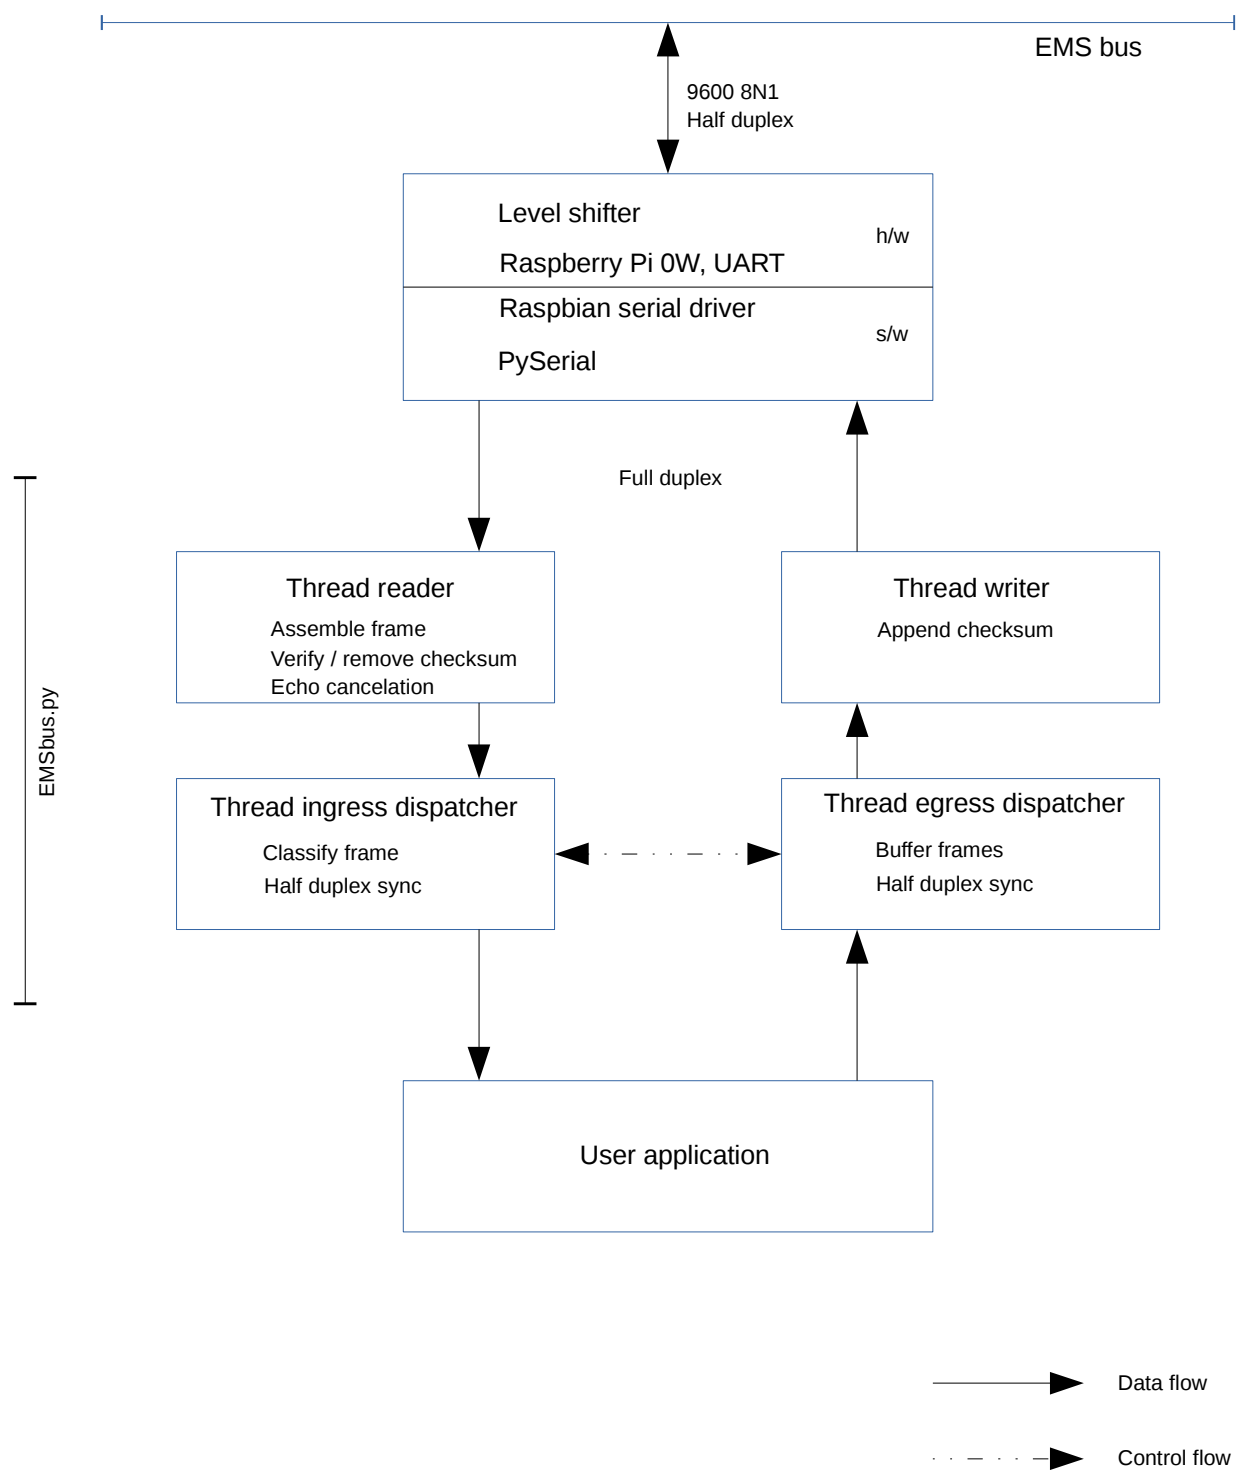 EMS bus
9600 8N1
Half duplex
Level shifter
h/w
Raspberry Pi 0W, UART
Raspbian serial driver
s/w
PySerial
Full duplex
EMSbus.py
Thread reader
Assemble frame
Verify / remove checksum
Echo cancelation
Thread writer
Append checksum
Thread ingress dispatcher
Classify frame
Half duplex sync
Thread egress dispatcher
Buffer frames
Half duplex sync
User application
Data flow
Control flow